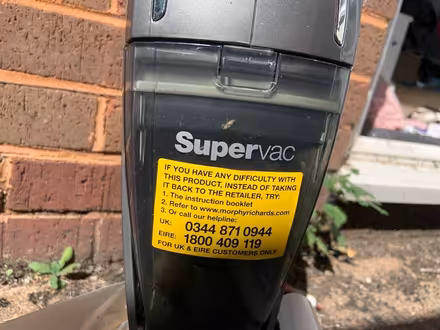 Supervac
IF YOU HAVE ANY DIFFICULTY WITH
THIS PRODUCT, INSTEAD OF TAKING
IT BACK TO THE RETAILER, TRY:
1. The instruction booklet
2. Refer to www.morphyrichards.com
3. Or call our helpline:
UK: 0344 871 0944
EIRE: 1800 409 119
FOR UK & EIRE CUSTOMERS ONLY